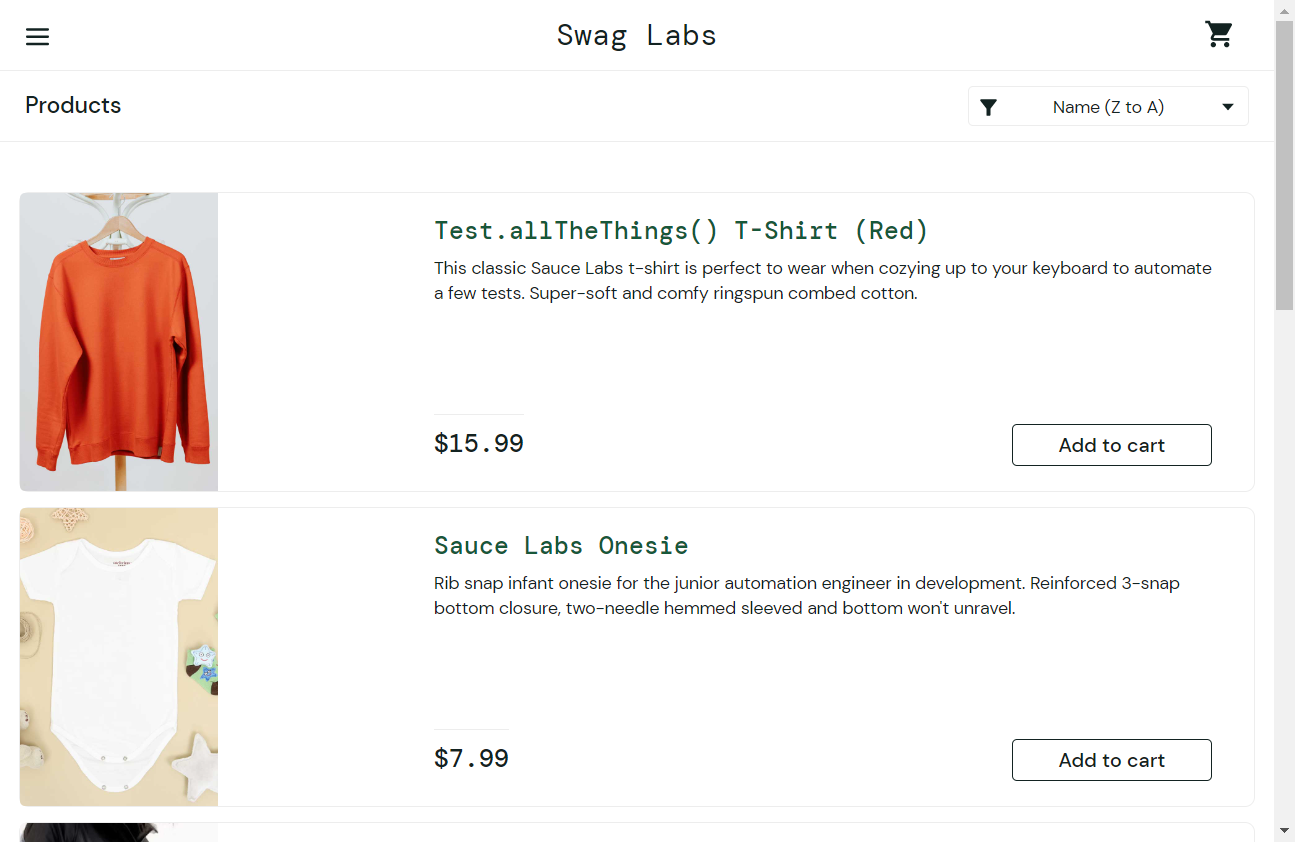 Swag Labs
Products
Name (Z to A)
Test.allTheThings() T-Shirt (Red)
This classic Sauce Labs t-shirt is perfect to wear when cozying up to your keyboard to automate
a few tests. Super-soft and comfy ringspun combed cotton.
$15.99
Add to cart
Sauce Labs Onesie
Rib snap infant onesie for the junior automation engineer in development. Reinforced 3-snap
bottom closure, two-needle hemmed sleeved and bottom won't unravel.
$7.99
Add to cart